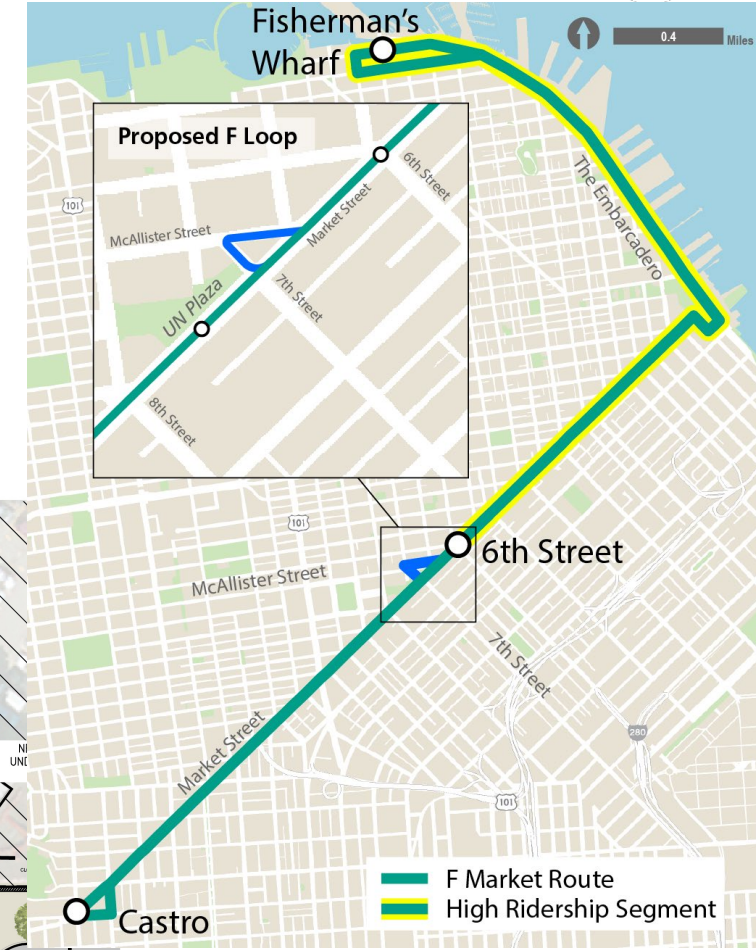 Fisherman's
Wharf
0.4 Miles
Proposed F Loop
101
6th Street
McAllister Street
Market Street
The Embarcadero
UN Plaza
7th Street
8th Street
101
6th Street
McAllister Street
7th Street
Market Street
280
101
Castro
F Market Route
High Ridership Segment